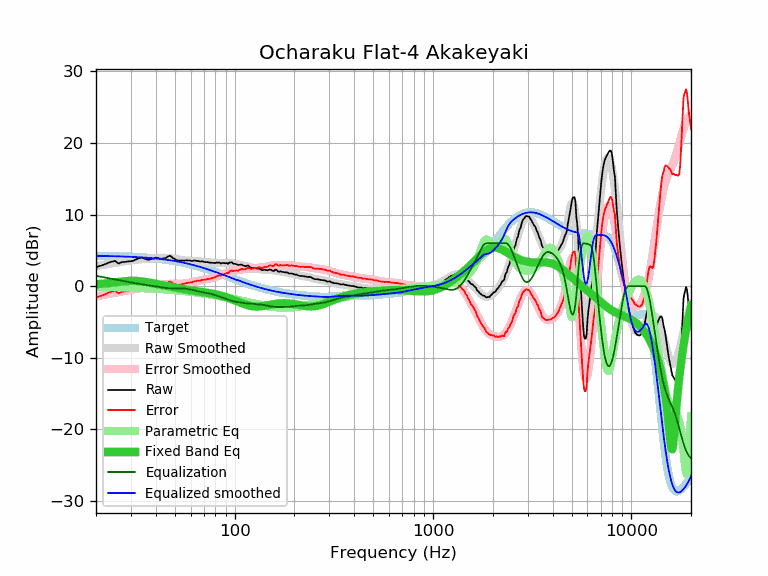 Ocharaku Flat-4 Akakeyaki
30
20
10
0
−10
−20
−30
Amplitude (dBr)
Target
Raw Smoothed
Error Smoothed
Raw
Error
Parametric Eq
Fixed Band Eq
Equalization
Equalized smoothed
100
1000
10000
Frequency (Hz)